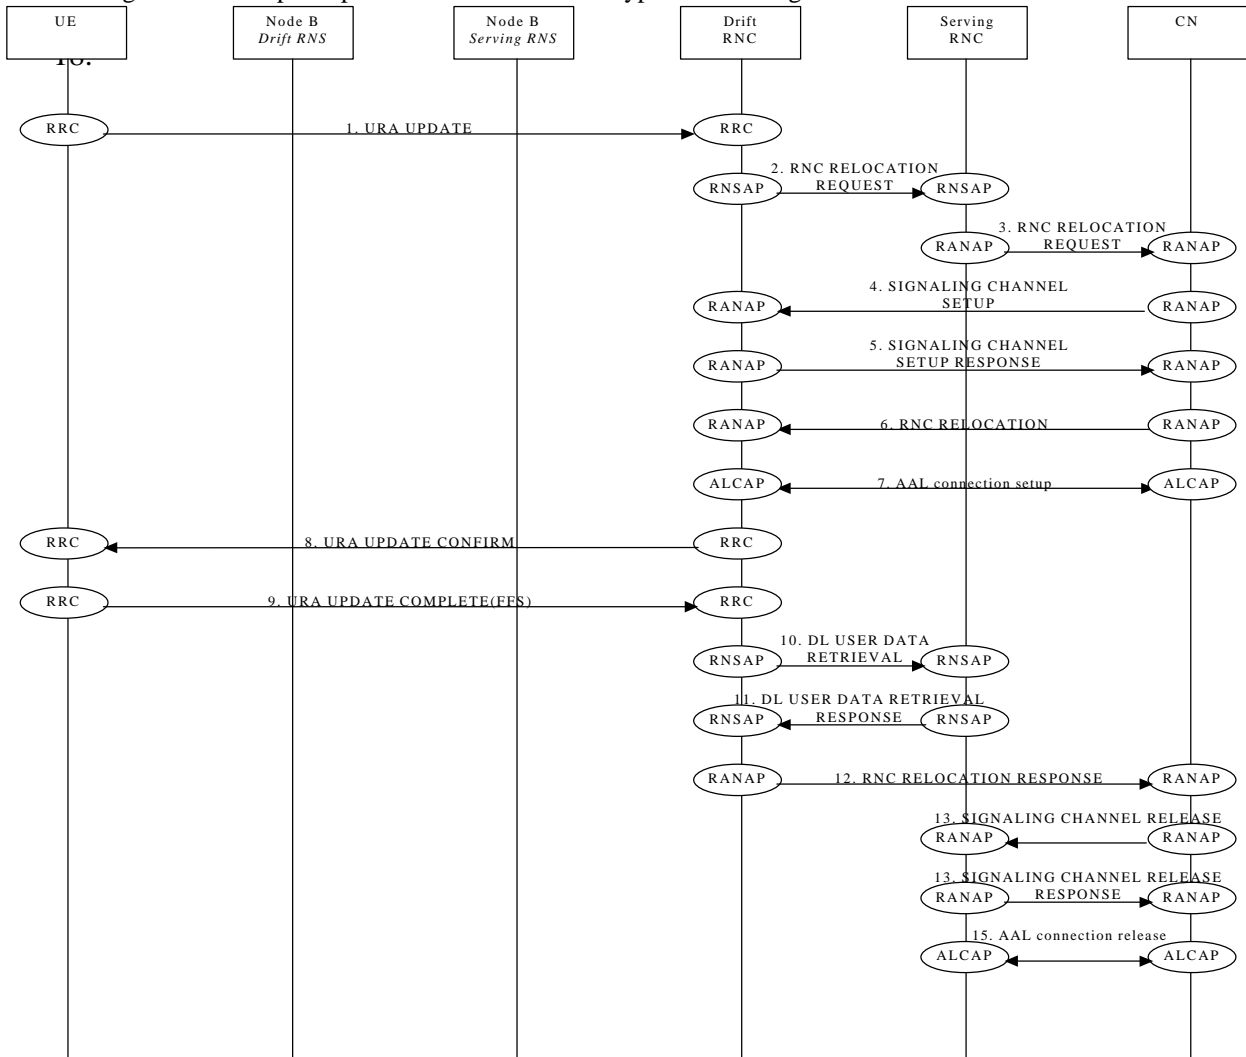 UE
Node B
Drift RNS
Node B
Serving RNS
Drift
RNC
Serving
RNC
CN
RRC
1. URA UPDATE
RRC
2. RNC RELOCATION
REQUEST
RNSAP
RNSAP
3. RNC RELOCATION
REQUEST
RANAP
RANAP
4. SIGNALING CHANNEL
SETUP
RANAP
RANAP
5. SIGNALING CHANNEL
SETUP RESPONSE
RANAP
RANAP
RANAP
6. RNC RELOCATION
RANAP
ALCAP
7. AAL connection setup
ALCAP
RRC
8. URA UPDATE CONFIRM
RRC
RRC
9. URA UPDATE COMPLETE(FFS)
RRC
10. DL USER DATA
RETRIEVAL
RNSAP
RNSAP
11. DL USER DATA RETRIEVAL
RESPONSE
RNSAP
RNSAP
RANAP
12. RNC RELOCATION RESPONSE
RANAP
13. SIGNALING CHANNEL RELEASE
RANAP
RANAP
13. SIGNALING CHANNEL RELEASE
RESPONSE
RANAP
RANAP
15. AAL connection release
ALCAP
ALCAP